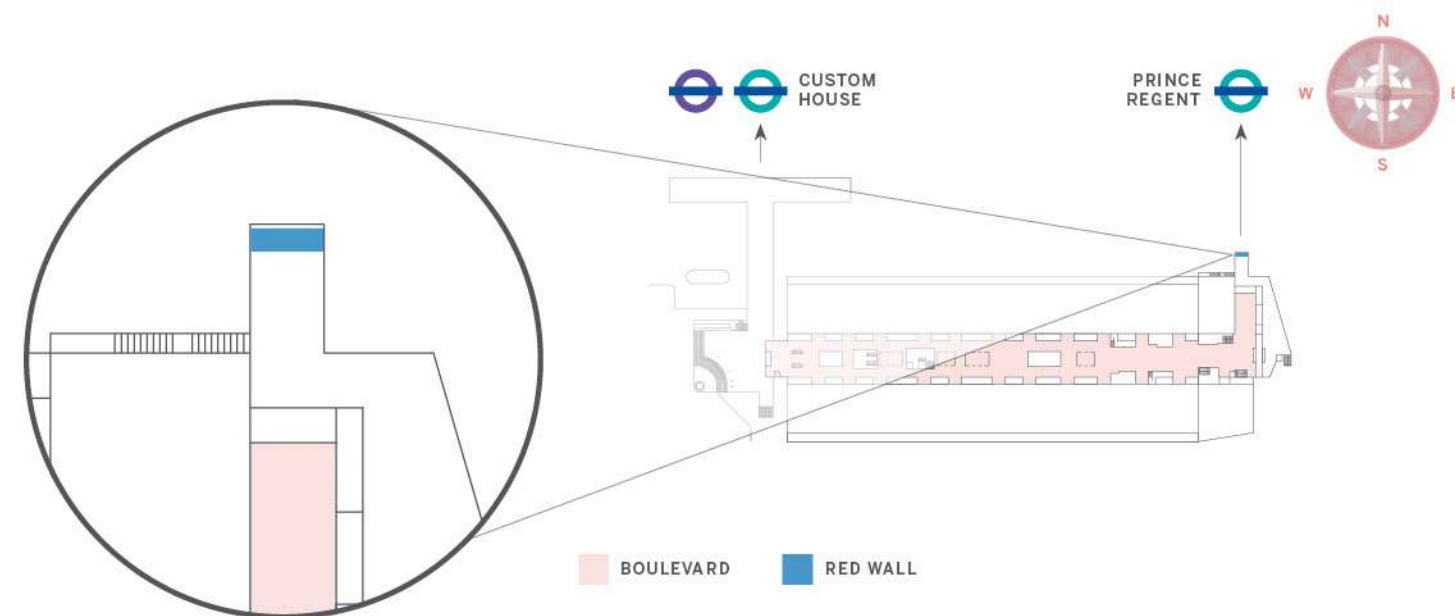 N
CUSTOM
HOUSE
PRINCE
REGENT
W
E
S
BOULEVARD
RED WALL